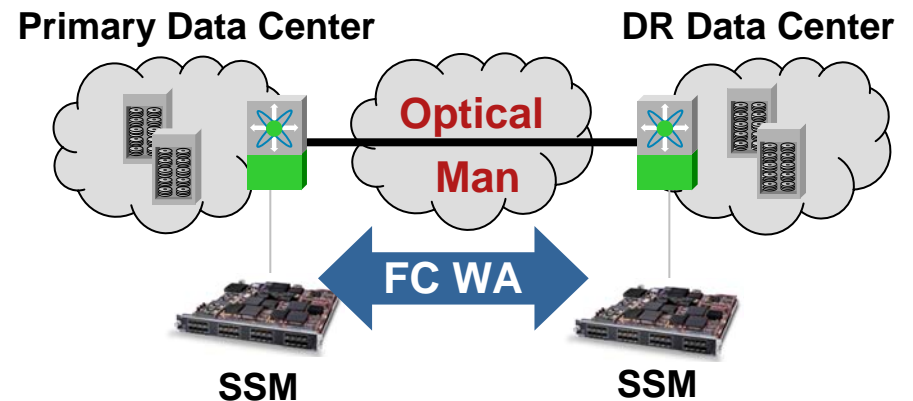 Primary Data Center
DR Data Center
Optical
Man
FC WA
SSM
SSM